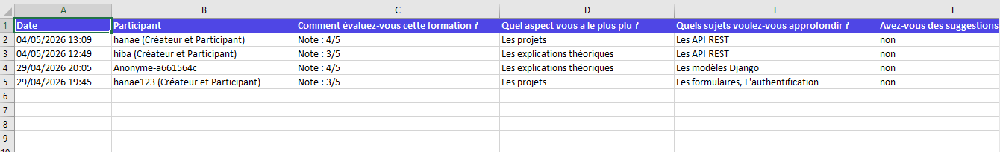 A B C D E F
1 Date Participant Comment évaluez-vous cette formation ? Quel aspect vous a le plus plu ? Quels sujets voulez-vous approfondir ? Avez-vous des suggestions
2 04/05/2026 13:09 hanae (Créateur et Participant) Note : 4/5 Les projets Les API REST non
3 04/05/2026 12:49 hiba (Créateur et Participant) Note : 3/5 Les explications théoriques Les API REST non
4 29/04/2026 20:05 Anonyme-a661564c Note : 4/5 Les explications théoriques Les modèles Django non
5 29/04/2026 19:45 hanae123 (Créateur et Participant) Note : 3/5 Les projets Les formulaires, L'authentification non
6
7
8
9